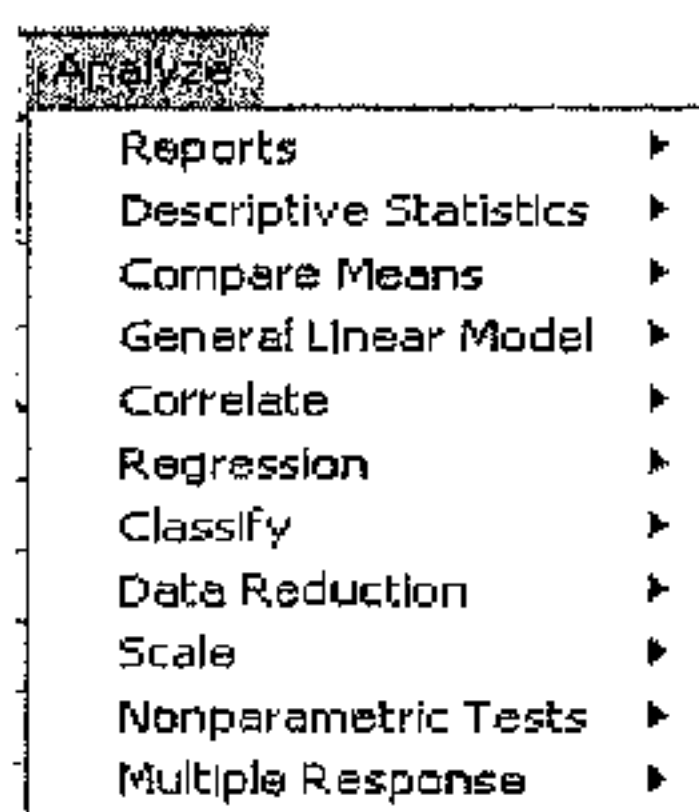 Analyze
Reports
Descriptive Statistics
Compare Means
General Linear Model
Correlate
Regression
Classify
Data Reduction
Scale
Nonparametric Tests
Multiple Response